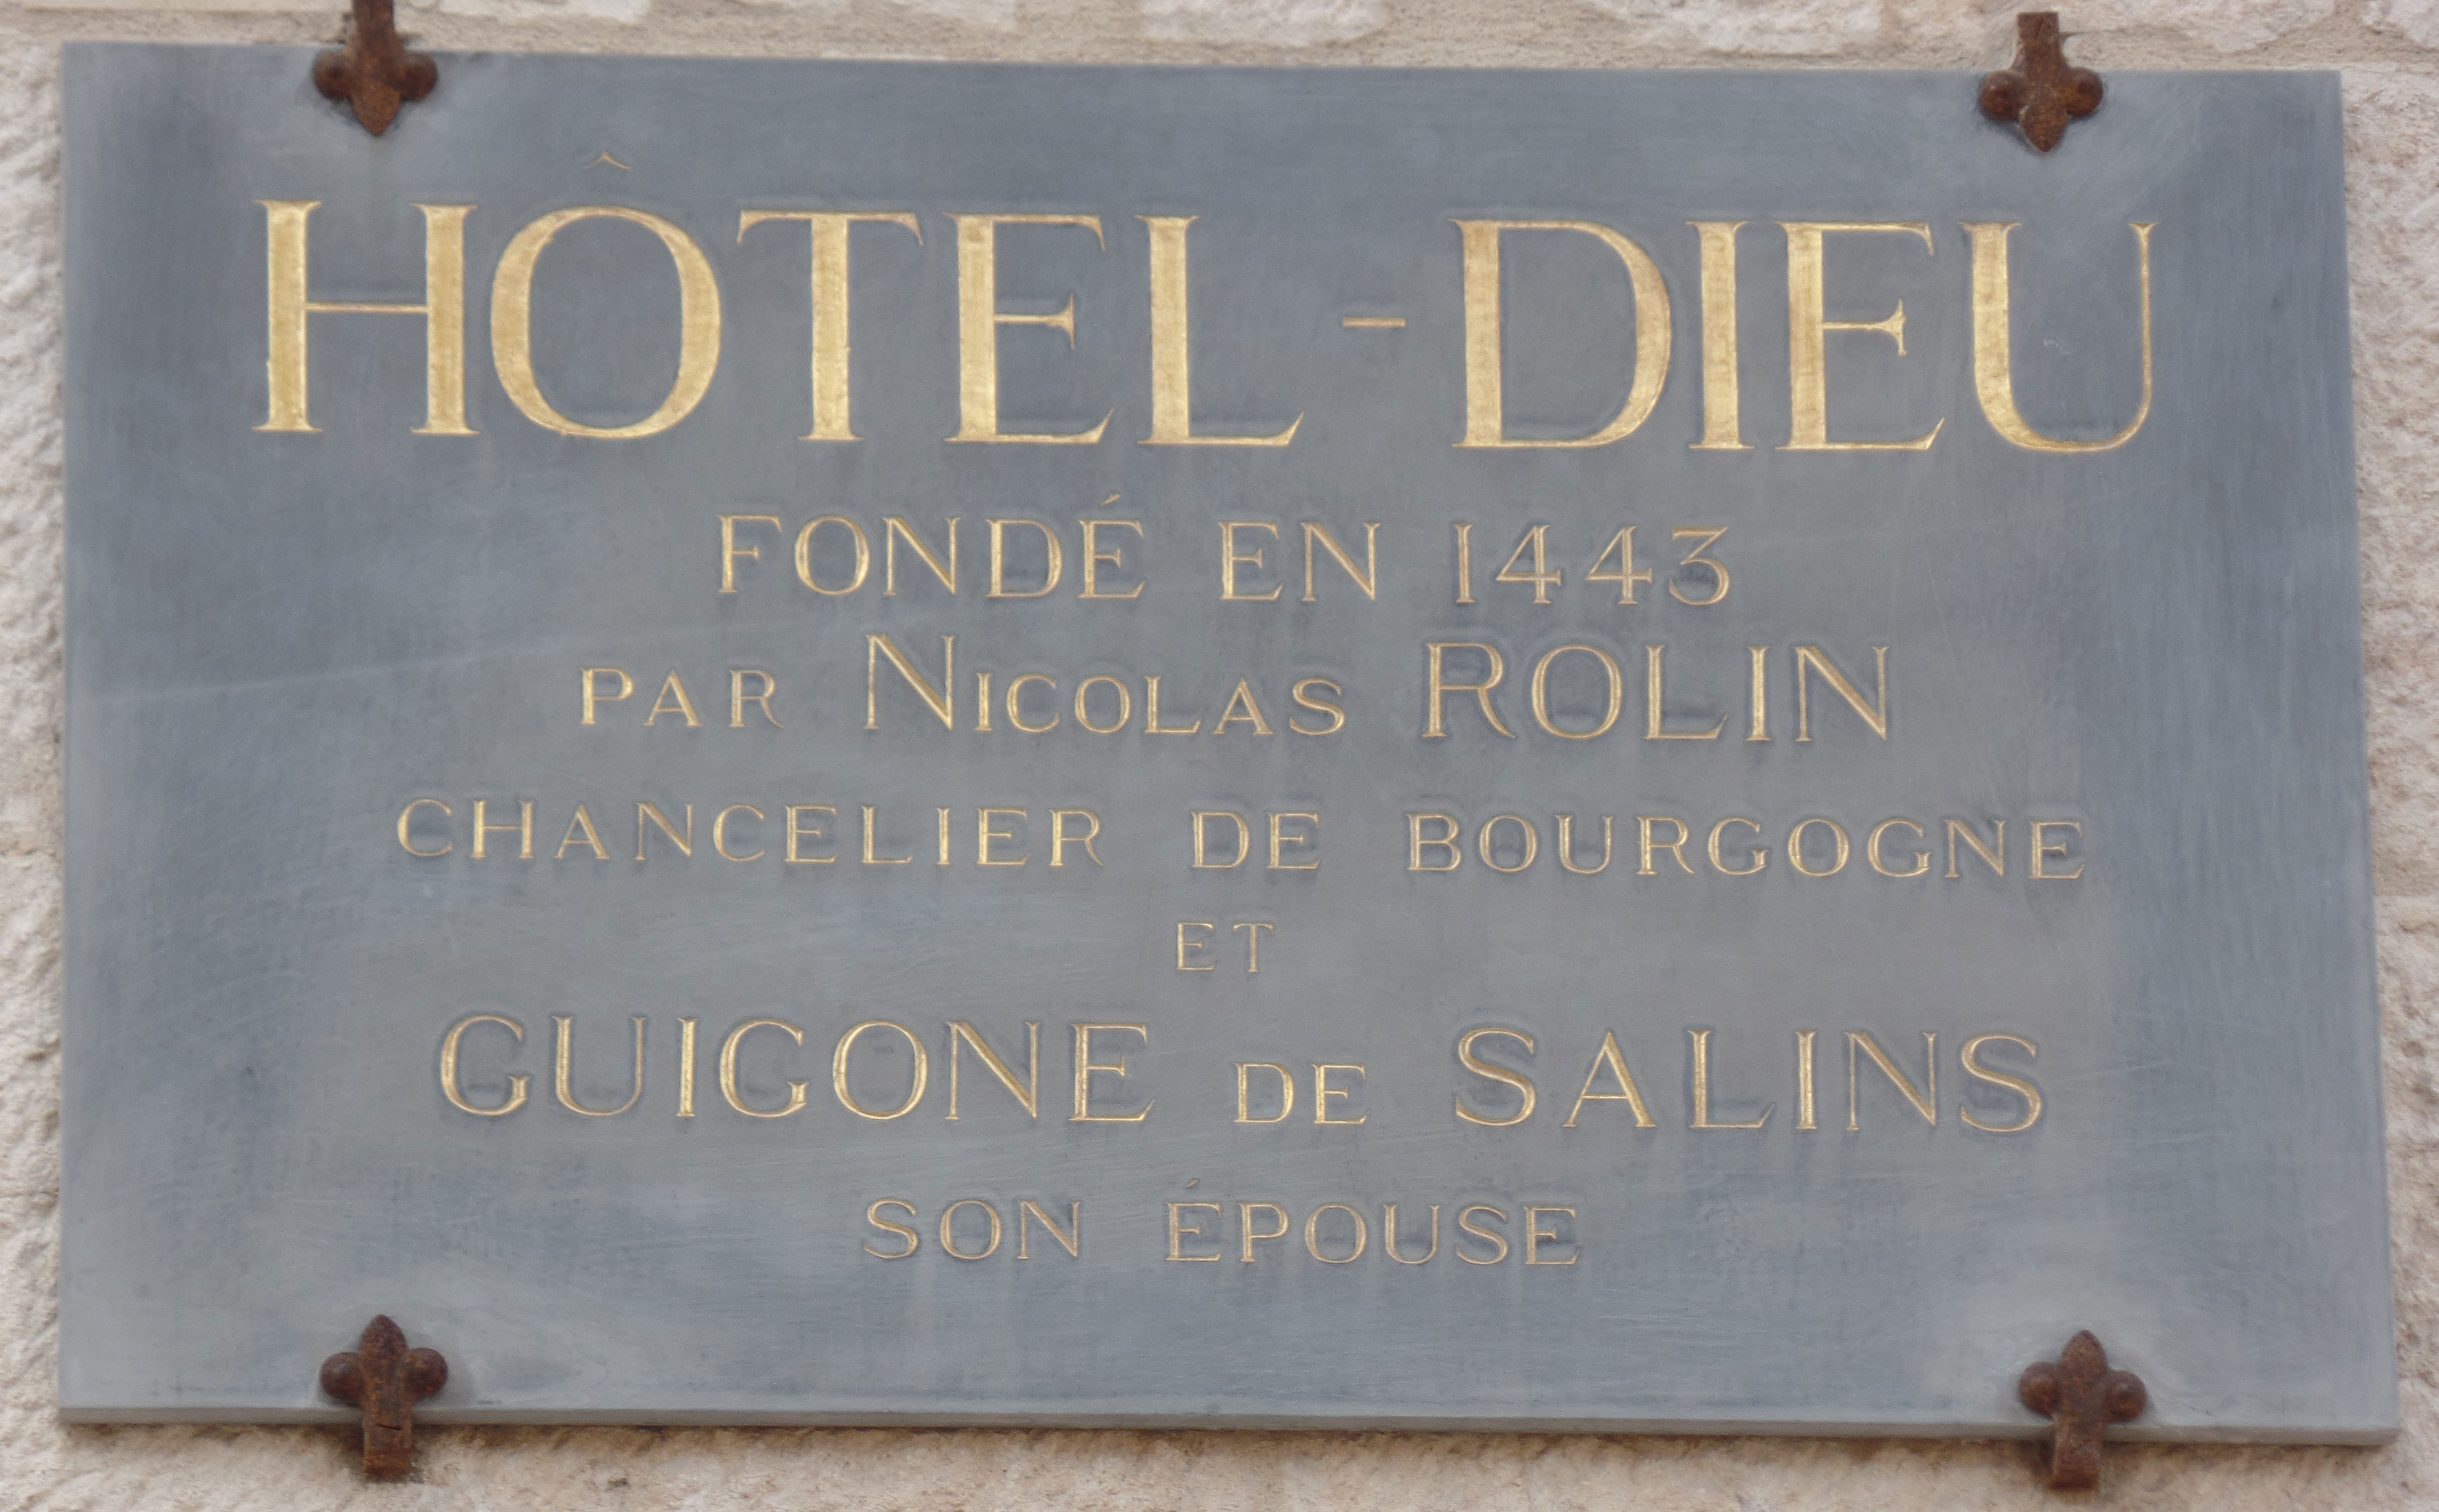 HÔTEL - DIEU
FONDÉ EN 1443
PAR NICOLAS ROLIN
CHANCELIER DE BOURGOGNE
ET
GUIGONE DE SALINS
SON ÉPOUSE